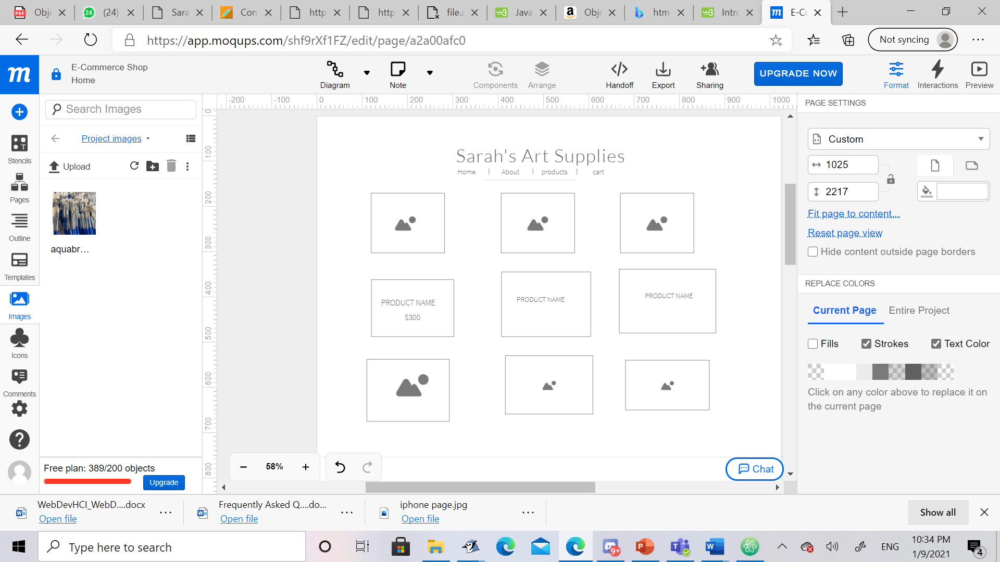 Obje
(24)
Sara
Con
http
http
file.a
Java
Obje
htm
Intro
E-Co
https://app.moqups.com/shf9rXf1FZ/edit/page/a2a00afc0
Not syncing
E-Commerce Shop
Home
Diagram
Note
Components
Arrange
Handoff
Export
Sharing
UPGRADE NOW
Format
Interactions
Preview
Search Images
Project images
Upload
aquabr…
Stencils
Pages
Outline
Templates
Images
Icons
Comments
Free plan: 389/200 objects
Upgrade
-200 -100 0 100 200 300 400 500 600 700 800 900 1000
0 100 200 300 400 500 600 700 800
Sarah's Art Supplies
Home | About | products | cart
PRODUCT NAME
$300
PRODUCT NAME
PRODUCT NAME
58%
Chat
PAGE SETTINGS
Custom
1025
2217
Fit page to content...
Reset page view
Hide content outside page borders
REPLACE COLORS
Current Page
Entire Project
Fills
Strokes
Text Color
Click on any color above to replace it on
the current page
WebDevHCI_WebD....docx
Open file
Frequently Asked Q....do...
Open file
iphone page.jpg
Open file
Show all
Type here to search
9+
ENG
10:34 PM
1/9/2021
4